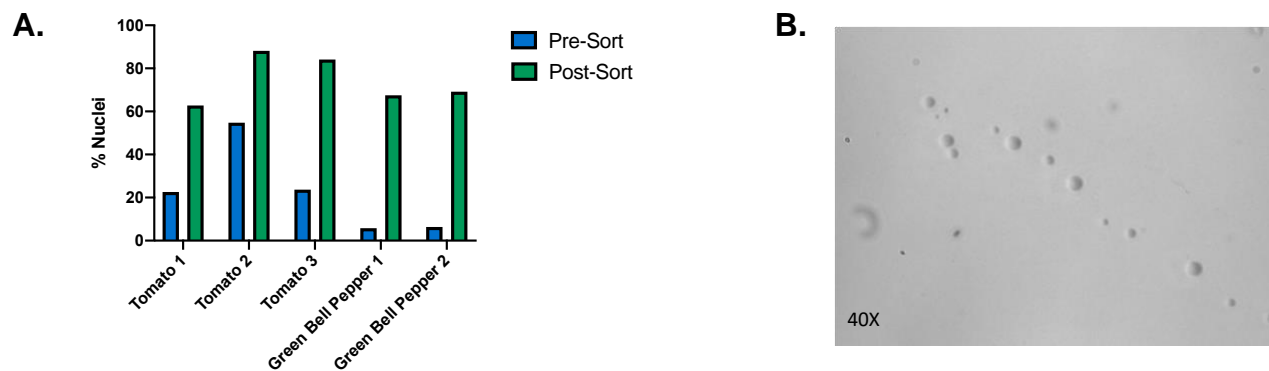 A.
100
80
60
40
20
0
% Nuclei
Tomato 1
Tomato 2
Tomato 3
Green Bell Pepper 1
Green Bell Pepper 2
Pre-Sort
Post-Sort
B.
40X